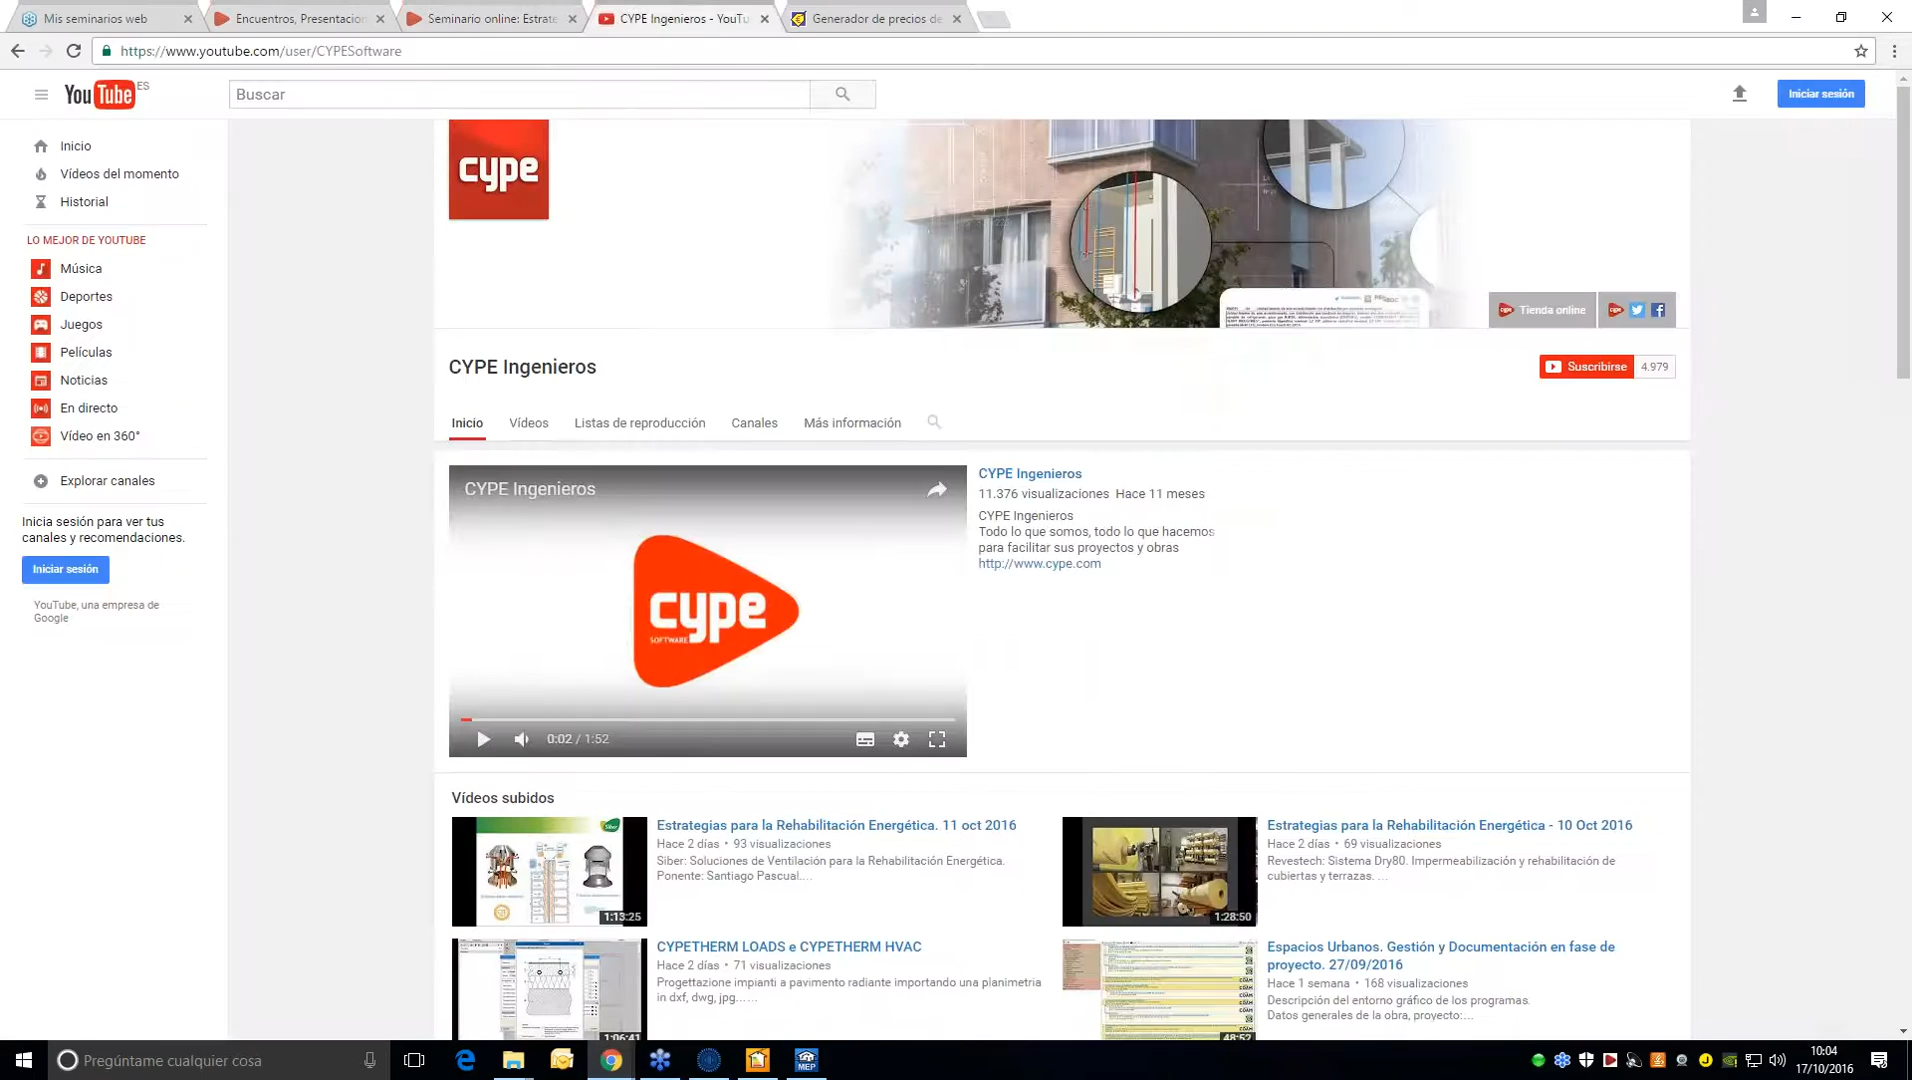 Mis seminarios web
Encuentros, Presentacion
Seminario online: Estrate
CYPE Ingenieros - YouTu
Generador de precios de
https://www.youtube.com/user/CYPESoftware
YouTube ES
Buscar
Iniciar sesión
Inicio
Vídeos del momento
Historial
LO MEJOR DE YOUTUBE
Música
Deportes
Juegos
Películas
Noticias
En directo
Vídeo en 360°
Explorar canales
Inicia sesión para ver tus
canales y recomendaciones.
Iniciar sesión
YouTube, una empresa de
Google
cype
Tienda online
CYPE Ingenieros
Suscribirse 4.979
Inicio
Vídeos
Listas de reproducción
Canales
Más información
CYPE Ingenieros
cype
SOFTWARE
0:02 / 1:52
CYPE Ingenieros
11.376 visualizaciones Hace 11 meses
CYPE Ingenieros
Todo lo que somos, todo lo que hacemos
para facilitar sus proyectos y obras
http://www.cype.com
Vídeos subidos
Siber
1:13:25
Estrategias para la Rehabilitación Energética. 11 oct 2016
Hace 2 días • 93 visualizaciones
Siber: Soluciones de Ventilación para la Rehabilitación Energética.
Ponente: Santiago Pascual....
1:28:50
Estrategias para la Rehabilitación Energética - 10 Oct 2016
Hace 2 días • 69 visualizaciones
Revestech: Sistema Dry80. Impermeabilización y rehabilitación de
cubiertas y terrazas. ...
1:06:41
CYPETHERM LOADS e CYPETHERM HVAC
Hace 2 días • 71 visualizaciones
Progettazione impianti a pavimento radiante importando una planimetria
in dxf, dwg, jpg......
48:52
Espacios Urbanos. Gestión y Documentación en fase de
proyecto. 27/09/2016
Hace 1 semana • 168 visualizaciones
Descripción del entorno gráfico de los programas.
Datos generales de la obra, proyecto:...
Pregúntame cualquier cosa
MEP
10:04
17/10/2016